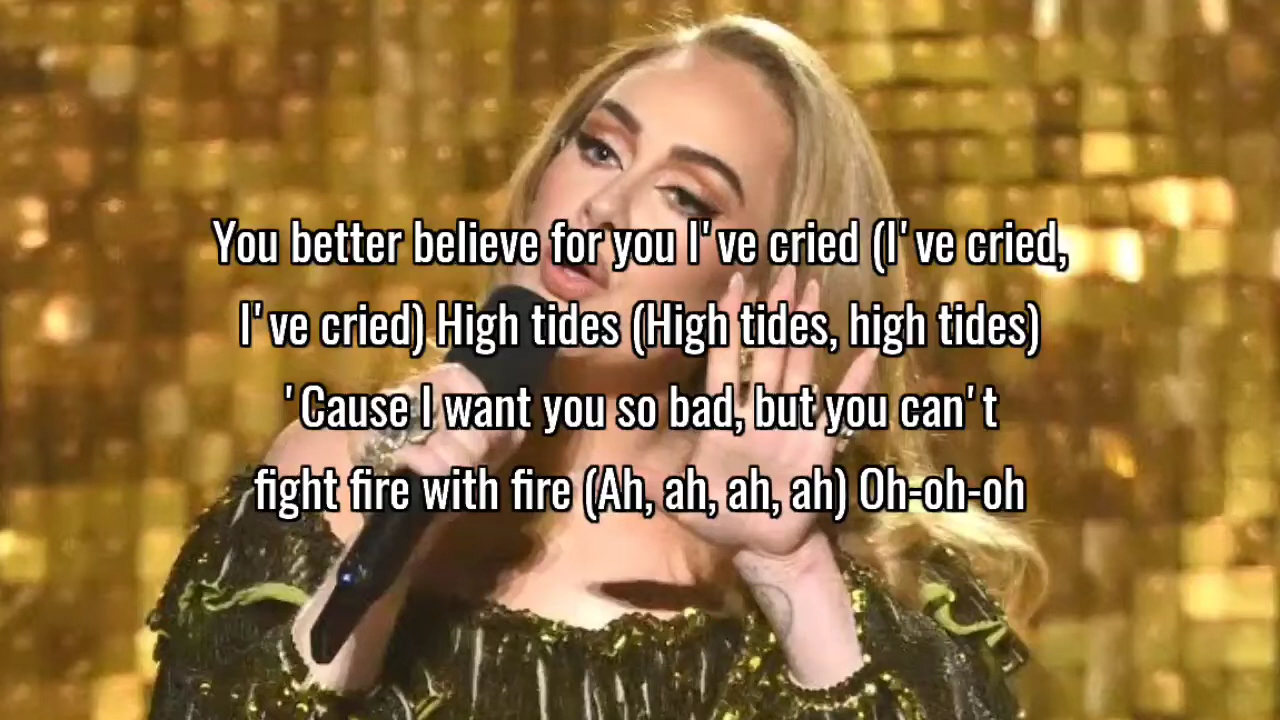 You better believe for you I've cried (I've cried,
I've cried) High tides (High tides, high tides)
'Cause I want you so bad, but you can't
fight fire with fire (Ah, ah, ah, ah) Oh-oh-oh